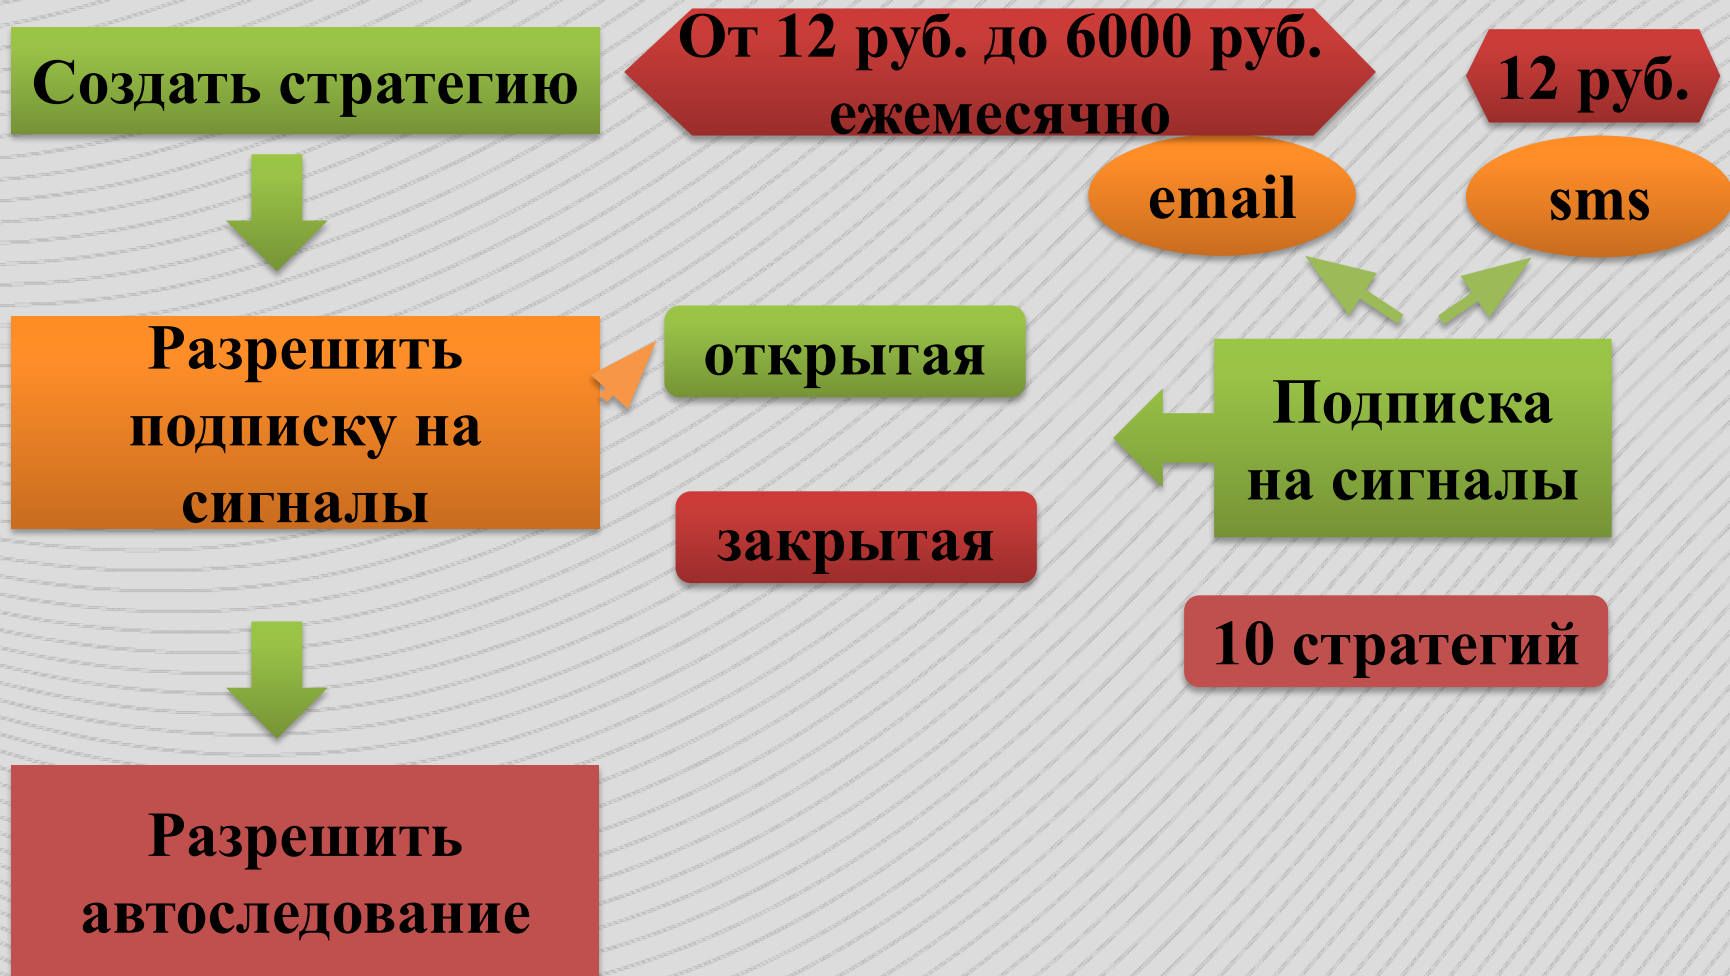 Создать стратегию
От 12 руб. до 6000 руб.
ежемесячно
12 руб.
email
sms
Разрешить
подписку на
сигналы
открытая
закрытая
Подписка
на сигналы
10 стратегий
Разрешить
автоследование